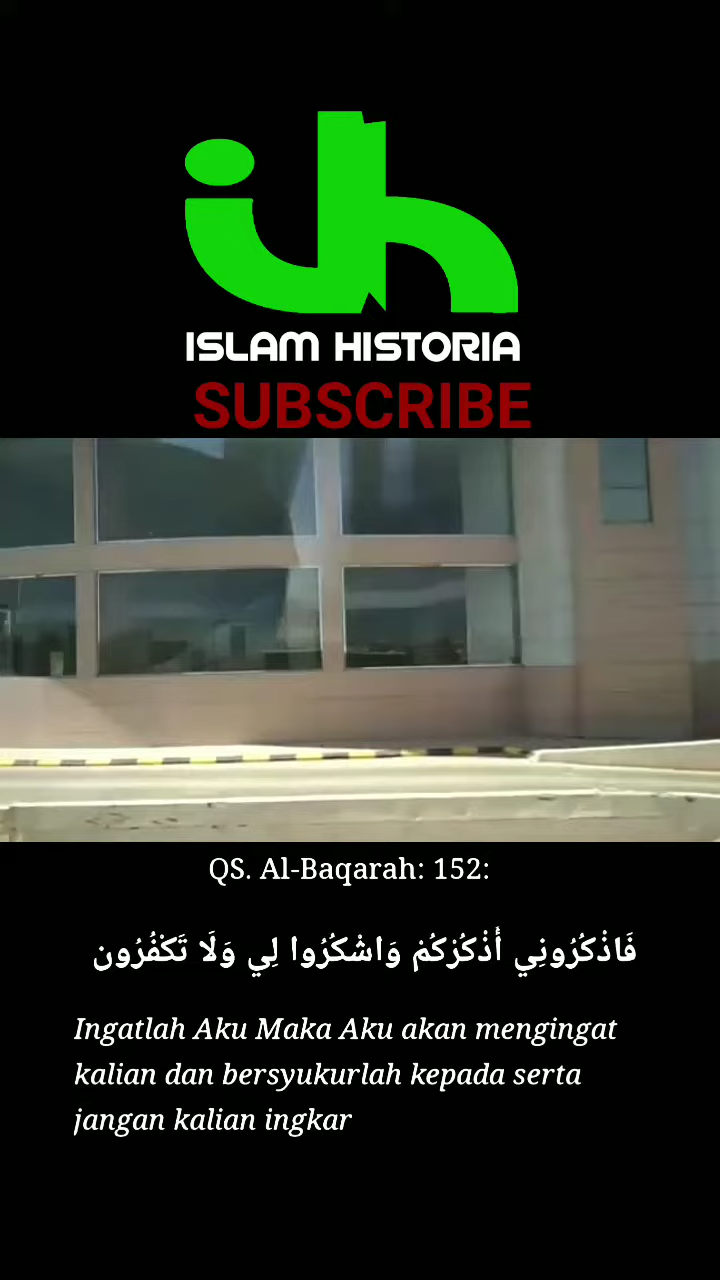 ih
ISLAM HISTORIA
SUBSCRIBE
QS. Al-Baqarah: 152:
فَاذْكُرُونِي أَذْكُرْكُمْ وَاشْكُرُوا لِي وَلَا تَكْفُرُون
Ingatlah Aku Maka Aku akan mengingat
kalian dan bersyukurlah kepada serta
jangan kalian ingkar